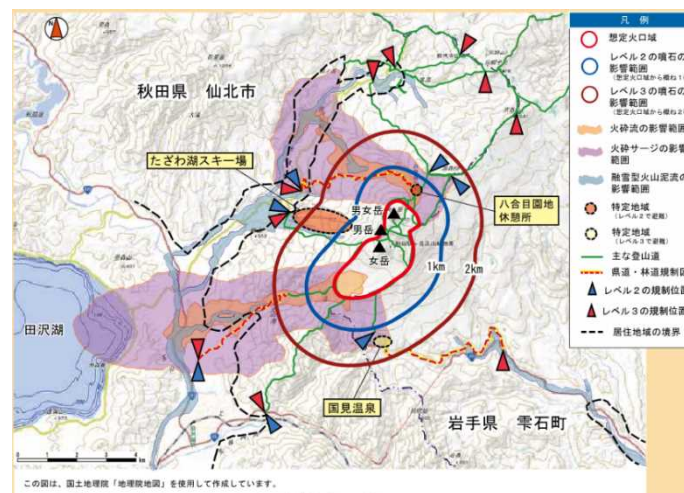 N
秋田県 仙北市
たざわ湖スキー場
男女岳
男岳
女岳
八合目園地
休憩所
1km
2km
田沢湖
国見温泉
岩手県 雫石町
凡 例
想定火口域
レベル2の噴石の
影響範囲
レベル3の噴石の
影響範囲
火砕流の影響範囲
火砕サージの影響
範囲
融雪型火山泥流の
影響範囲
特定地域
(レベル2で避難)
特定地域
(レベル3で避難)
主な登山道
県道・林道規制図
レベル2の規制位置
レベル3の規制位置
居住地域の境界
この図は、国土地理院「地理院地図」を使用して作成しています。